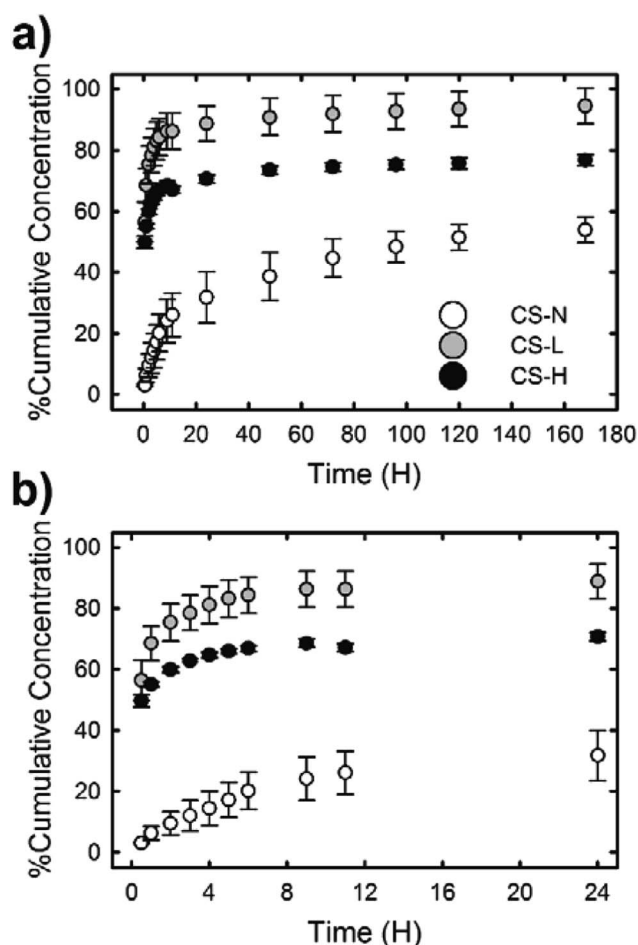 a)
%Cumulative Concentration
100
80
60
40
20
0
CS-N
CS-L
CS-H
0 20 40 60 80 100 120 140 160 180
Time (H)
b)
%Cumulative Concentration
100
80
60
40
20
0
0 4 8 12 16 20 24
Time (H)